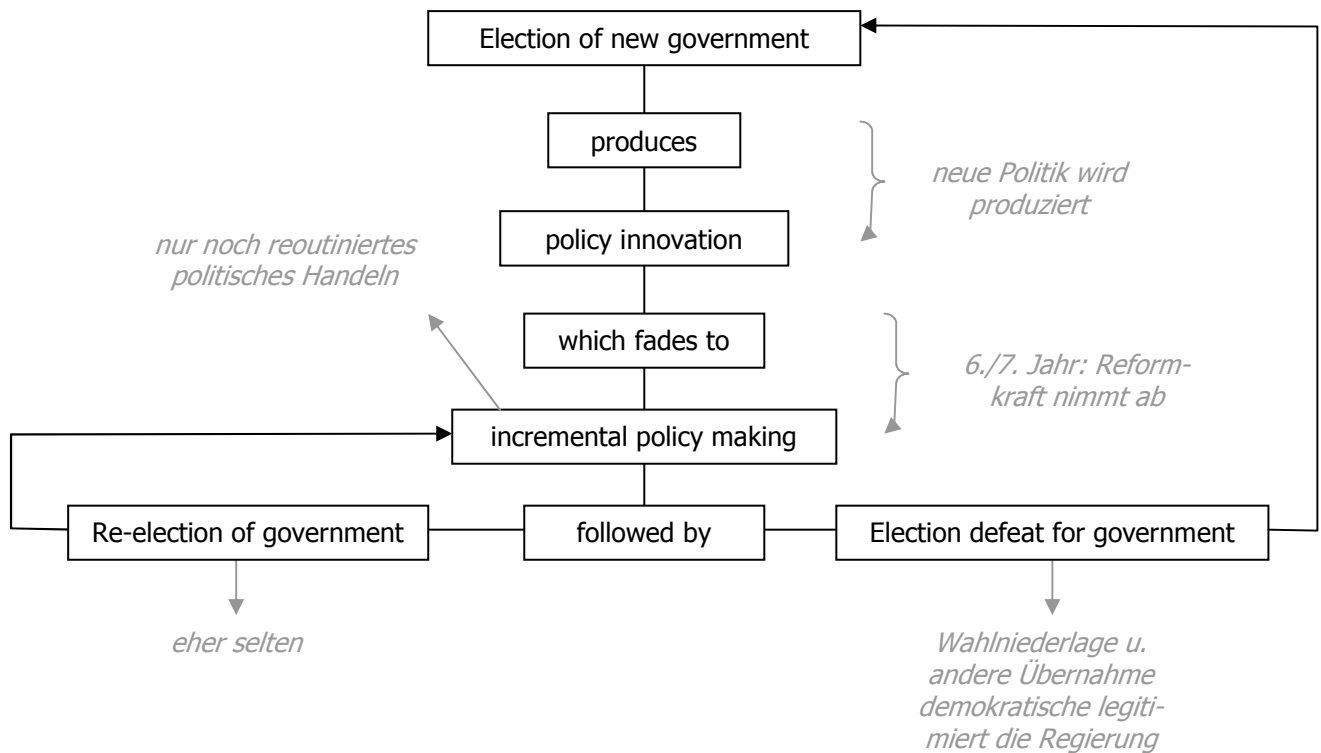 Election of new government
produces
neue Politik wird
produziert
policy innovation
nur noch reoutiniertes
politisches Handeln
which fades to
6./7. Jahr: Reform-
kraft nimmt ab
incremental policy making
Re-election of government
followed by
Election defeat for government
eher selten
Wahlniederlage u.
andere Übernahme
demokratische legiti-
miert die Regierung